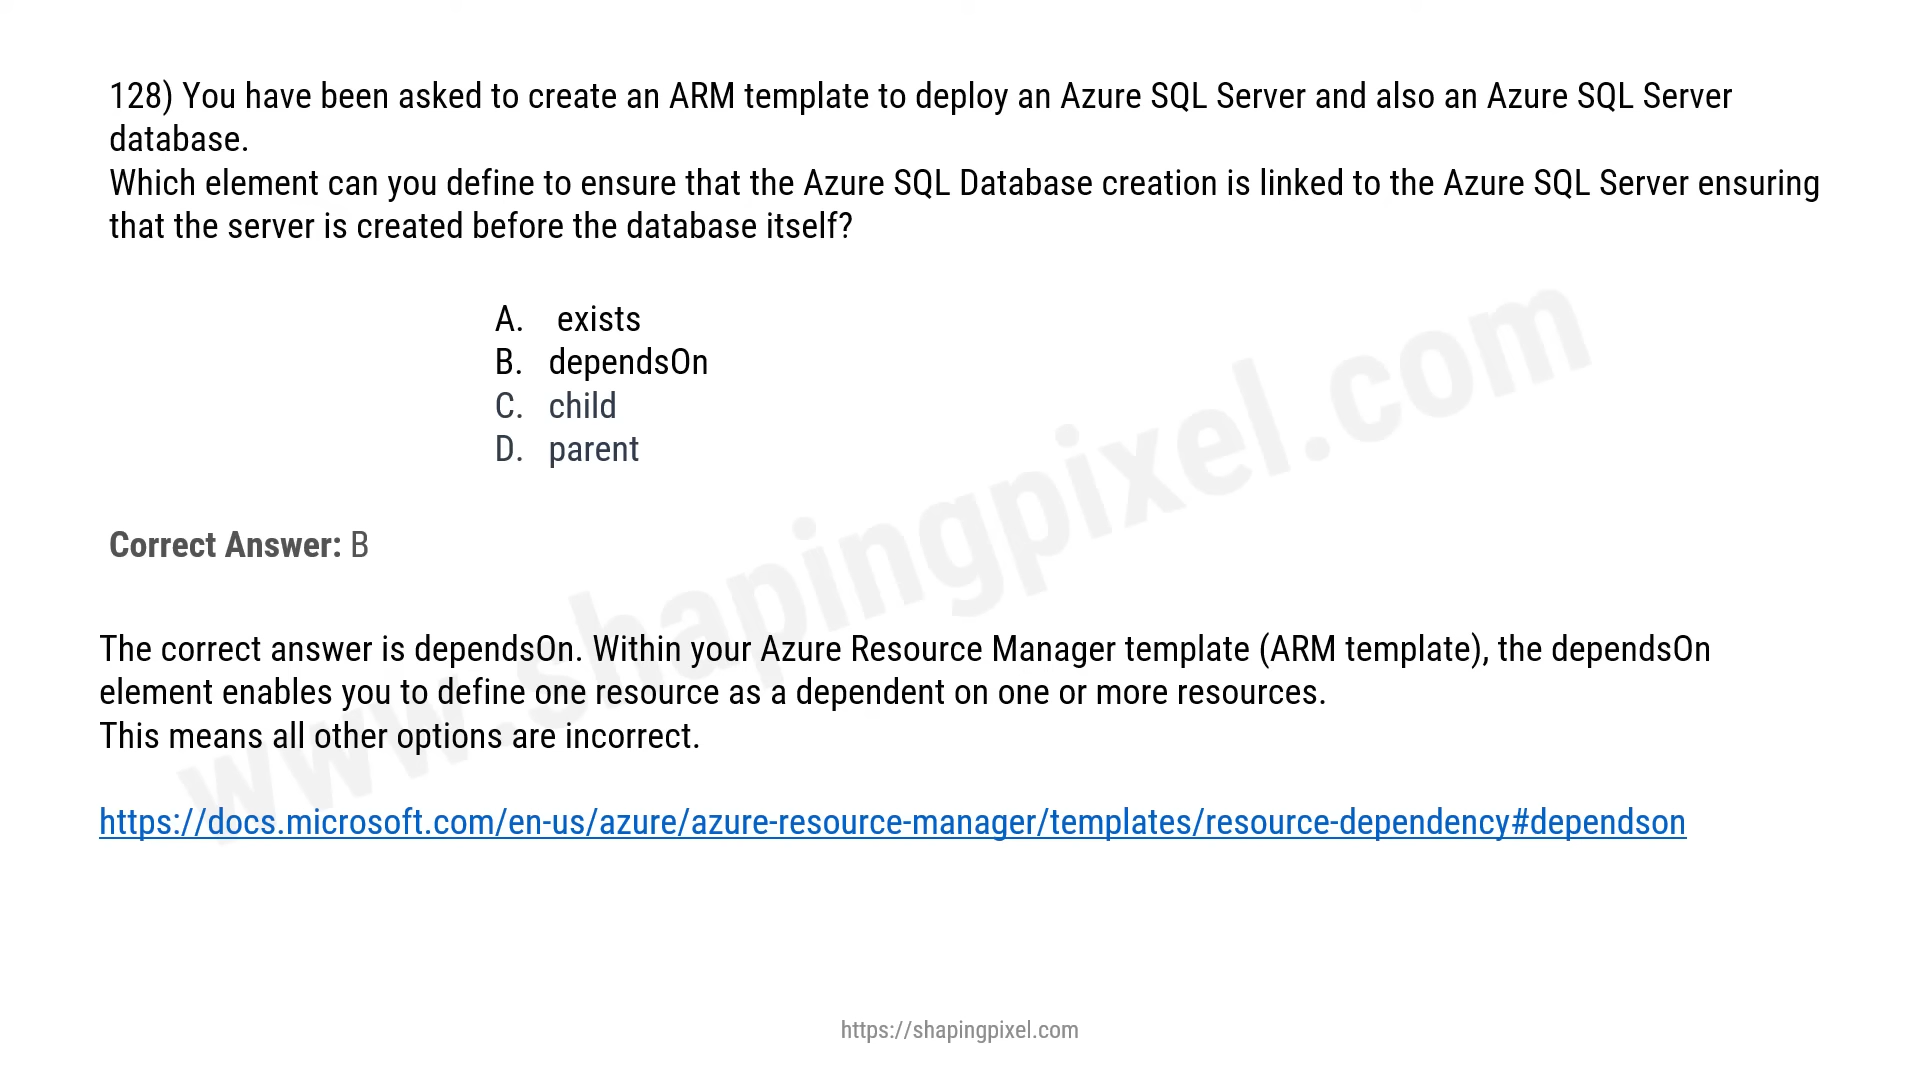 128) You have been asked to create an ARM template to deploy an Azure SQL Server and also an Azure SQL Server
database.
Which element can you define to ensure that the Azure SQL Database creation is linked to the Azure SQL Server ensuring
that the server is created before the database itself?
A. exists
B. dependsOn
C. child
D. parent
Correct Answer: B
The correct answer is dependsOn. Within your Azure Resource Manager template (ARM template), the dependsOn
element enables you to define one resource as a dependent on one or more resources.
This means all other options are incorrect.
https://docs.microsoft.com/en-us/azure/azure-resource-manager/templates/resource-dependency#dependson
www.shapingpixel.com
https://shapingpixel.com